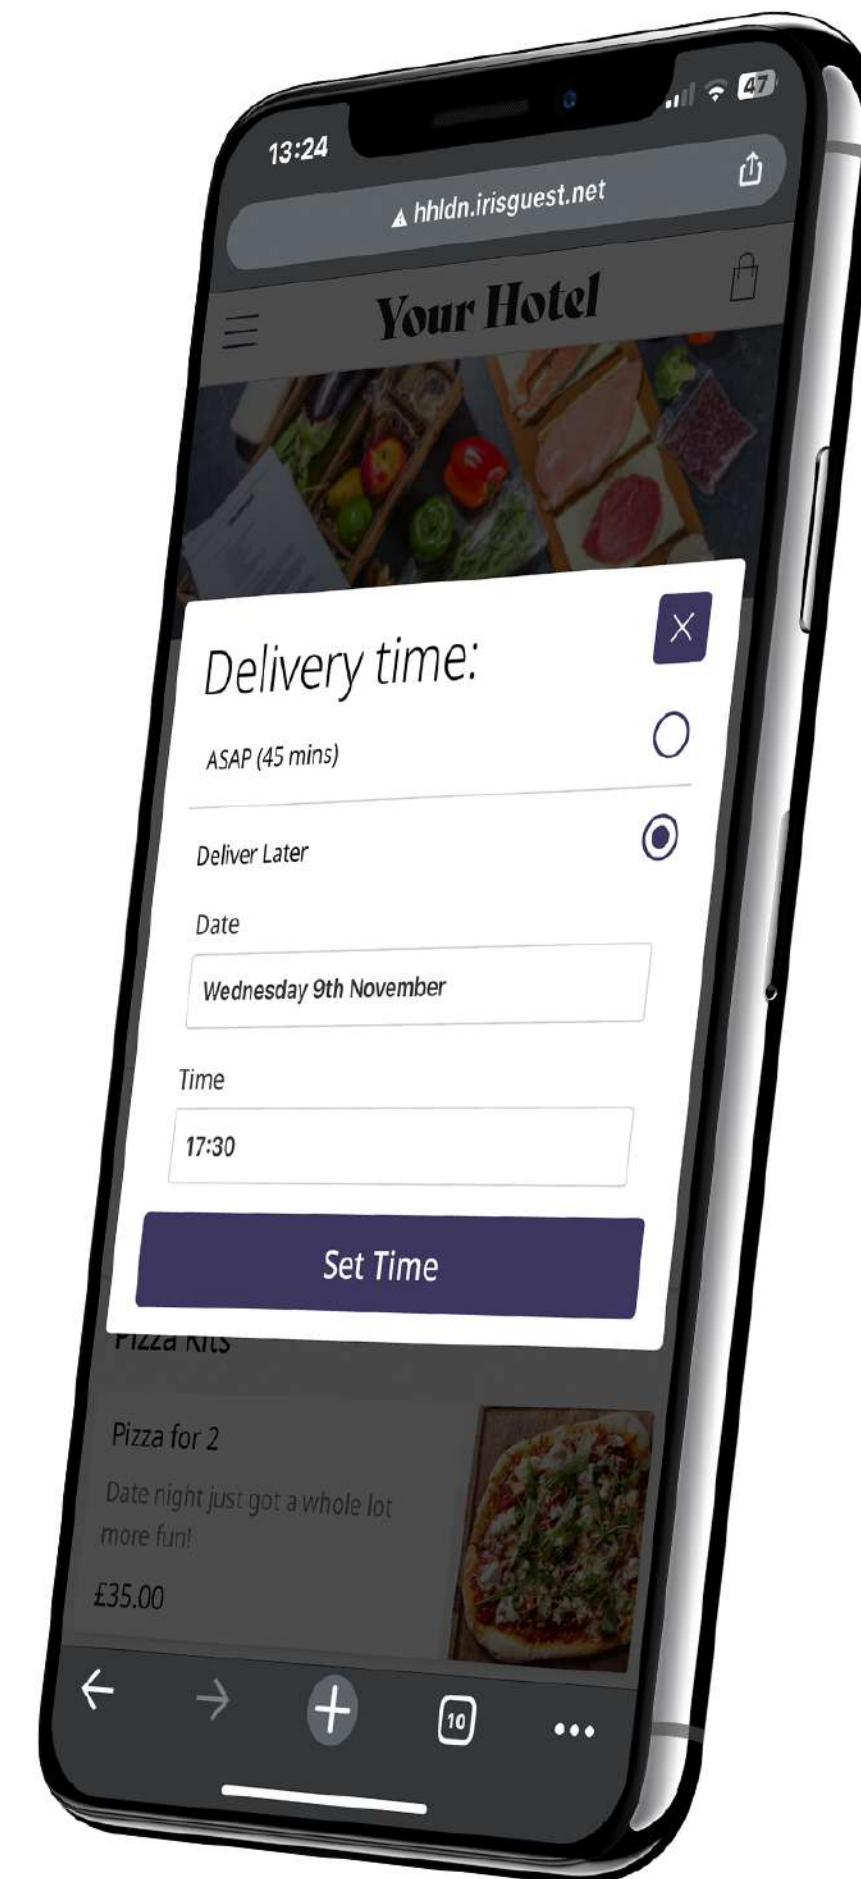 13:24
47
hhldn.irisguest.net
Your Hotel
Delivery time:
ASAP (45 mins)
Deliver Later
Date
Wednesday 9th November
Time
17:30
Set Time
Pizza Kits
Pizza for 2
Date night just got a whole lot
more fun!
£35.00
10